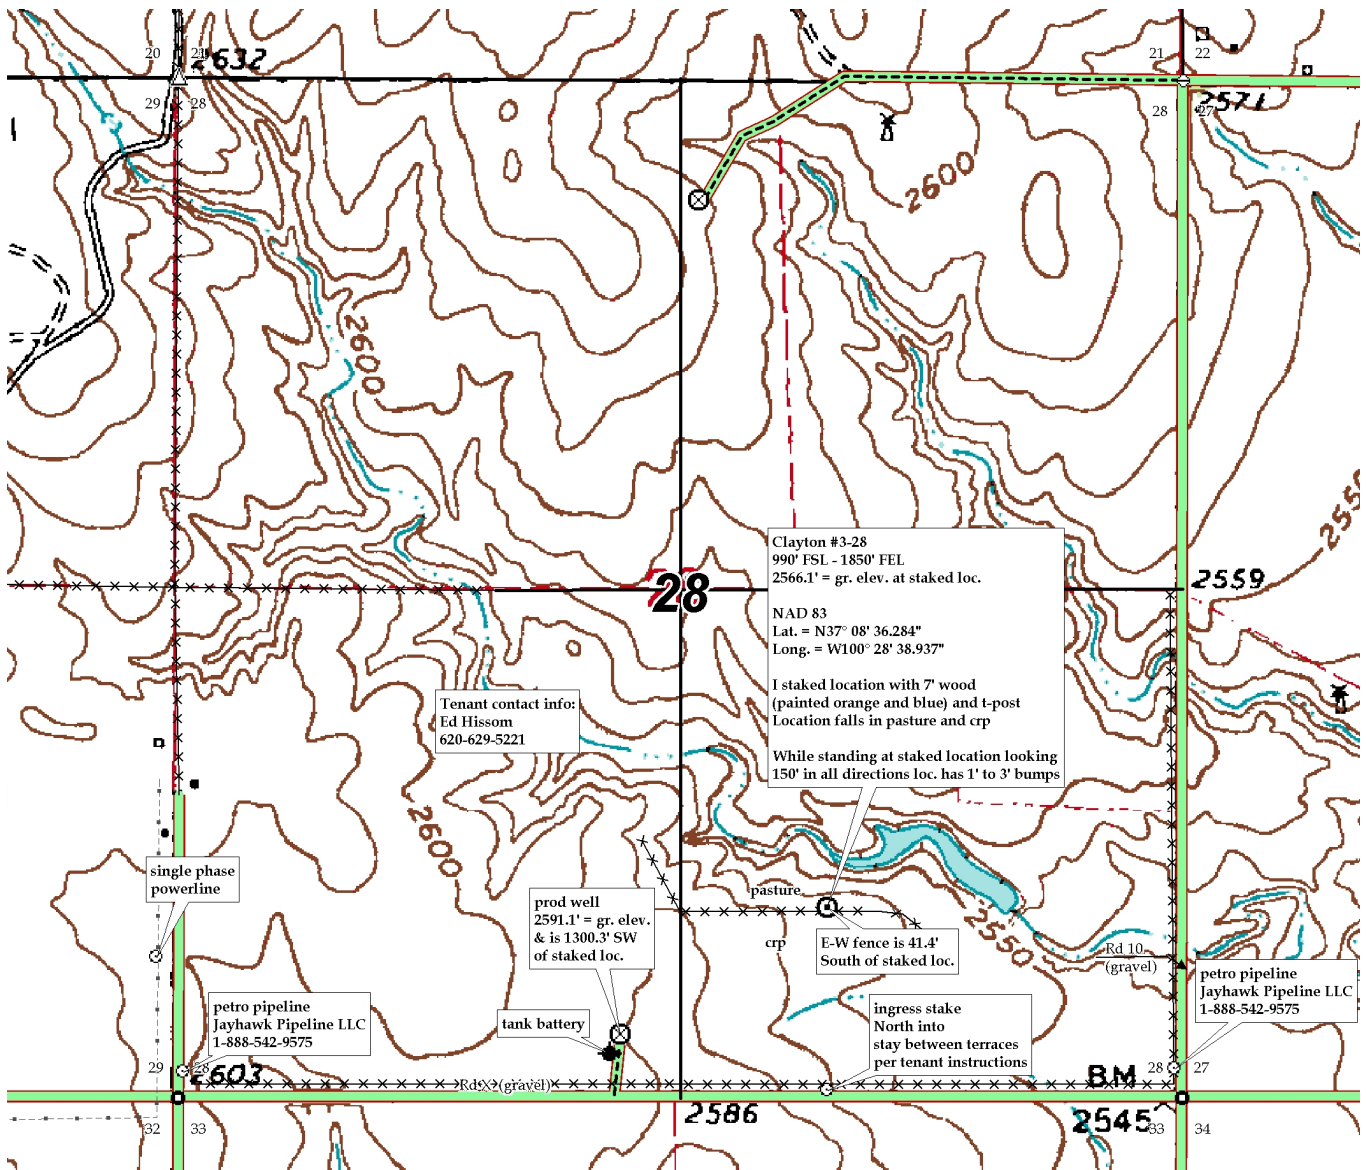 20 21
2632
21 22
29 28
28 27
2571
2600
2600
2550
Clayton #3-28
990' FSL - 1850' FEL
2566.1' = gr. elev. at staked loc.
NAD 83
Lat. = N37° 08' 36.284"
Long. = W100° 28' 38.937"
I staked location with 7' wood
(painted orange and blue) and t-post
Location falls in pasture and crp
While standing at staked location looking
150' in all directions loc. has 1' to 3' bumps
28
2559
Tenant contact info:
Ed Hissom
620-629-5221
2600
single phase
powerline
prod well
2591.1' = gr. elev.
& is 1300.3' SW
of staked loc.
pasture
crp
E-W fence is 41.4'
South of staked loc.
2550
Rd 10
(gravel)
petro pipeline
Jayhawk Pipeline LLC
1-888-542-9575
petro pipeline
Jayhawk Pipeline LLC
1-888-542-9575
tank battery
ingress stake
North into
stay between terraces
per tenant instructions
29 28
2603
Rd X (gravel)
BM
28 27
2586
2545
32 33
33 34